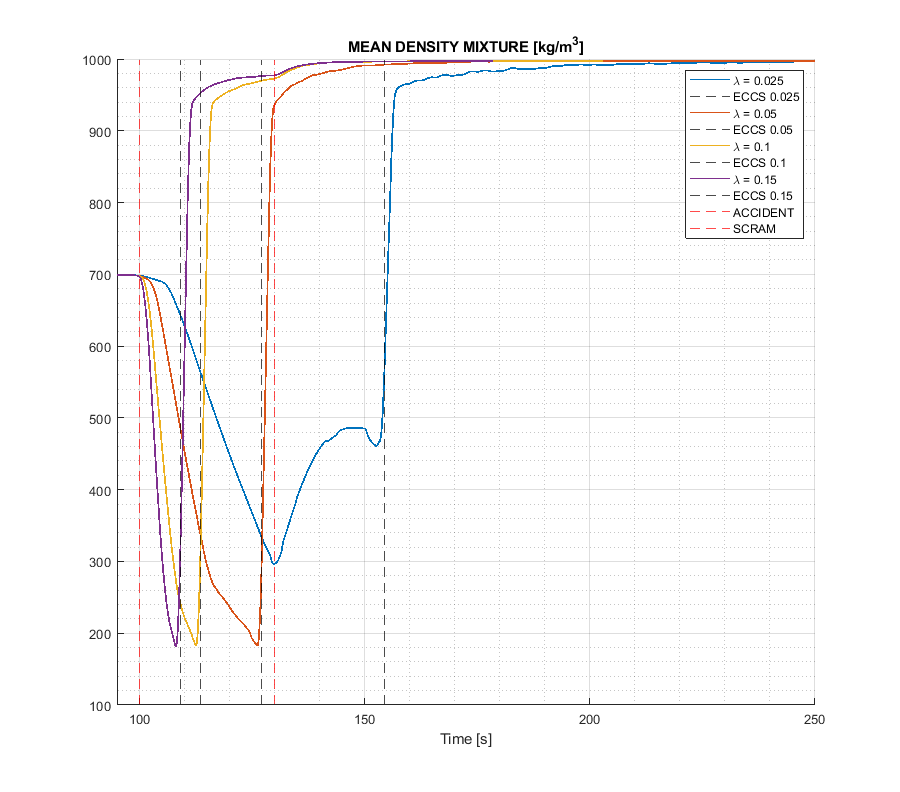 MEAN DENSITY MIXTURE [kg/m³]
1000
900
800
700
600
500
400
300
200
100
λ = 0.025
ECCS 0.025
λ = 0.05
ECCS 0.05
λ = 0.1
ECCS 0.1
λ = 0.15
ECCS 0.15
ACCIDENT
SCRAM
100 150 200 250
Time [s]